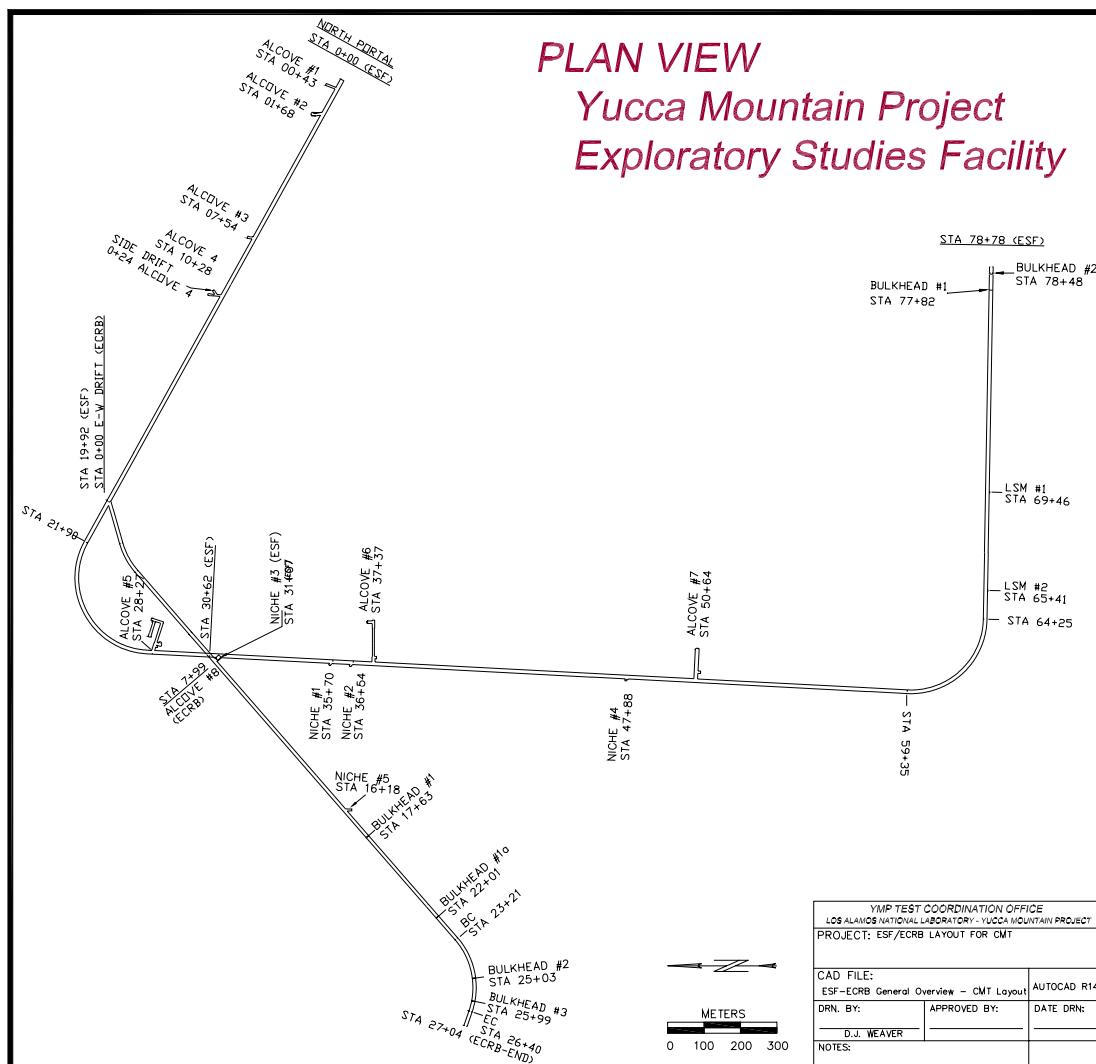 PLAN VIEW
Yucca Mountain Project
Exploratory Studies Facility
NORTH PORTAL
STA 0+00 (ESF)
ALCOVE #1
STA 00+43
ALCOVE #2
STA 01+68
ALCOVE #3
STA 07+54
ALCOVE 4
STA 10+28
SIDE DRIFT
0+24 ALCOVE 4
STA 19+92 (ESF)
STA 0+00 E-W DRIFT (ECRB)
STA 21+90
ALCOVE #5
STA 28+27
STA 30+62 (ESF)
NICHE #3 (ESF)
STA
ALCOVE #6
STA 37+37
ALCOVE #7
STA 50+64
STA 78+78 (ESF)
BULKHEAD #2
STA 78+48
BULKHEAD #1
STA 77+82
LSM #1
STA 69+46
LSM #2
STA 65+41
STA 64+25
STA 59+35
STA 7+99
ALCOVE #8
(ECRB)
NICHE #1
STA 35+70
NICHE #2
STA 36+54
NICHE #4
STA 47+88
NICHE #5
STA 16+18
BULKHEAD #1
STA 17+63
BULKHEAD #1a
STA 22+01
BC
STA 23+21
BULKHEAD #2
STA 25+03
BULKHEAD #3
STA 25+99
EC
STA 26+40
STA 27+04 (ECRB-END)
N
METERS
0 100 200 300
YMP TEST COORDINATION OFFICE
LOS ALAMOS NATIONAL LABORATORY - YUCCA MOUNTAIN PROJECT
PROJECT: ESF/ECRB LAYOUT FOR CMT
CAD FILE:
ESF-ECRB General Overview - CMT Layout
AUTOCAD R14
DRN. BY:
D.J. WEAVER
APPROVED BY:
DATE DRN:
NOTES: